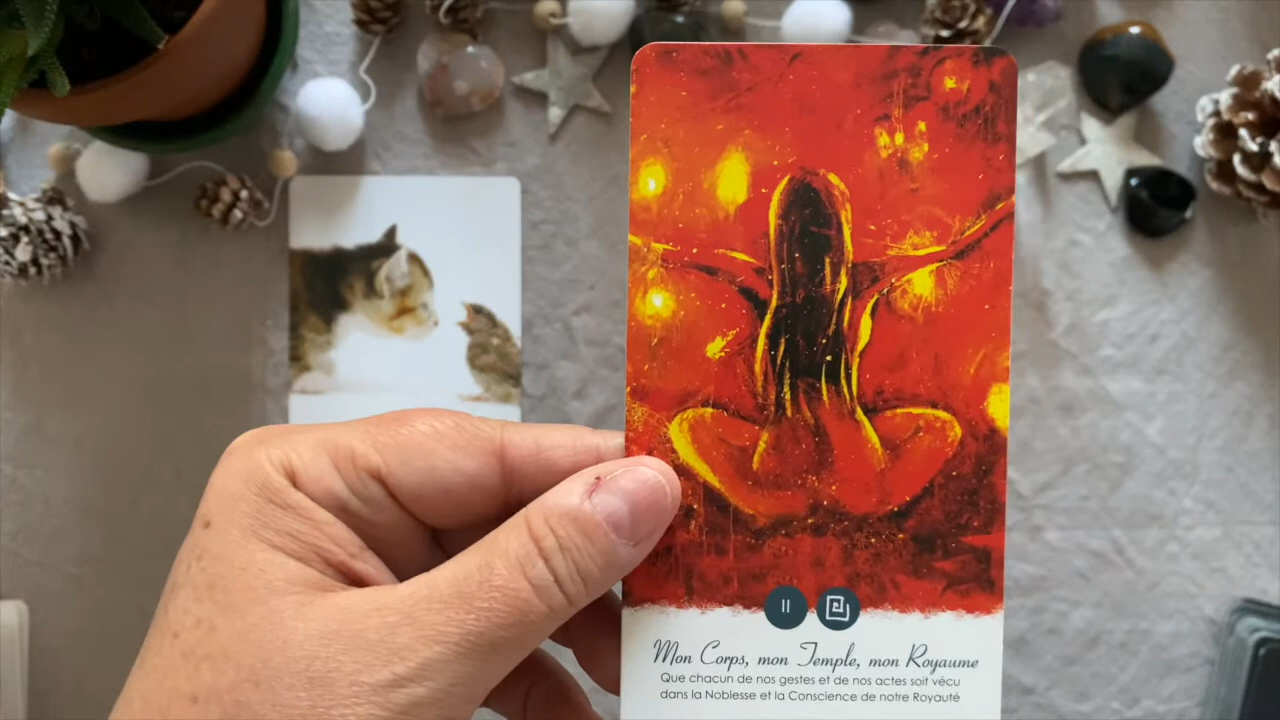 II
Mon Corps, mon Temple, mon Royaume
Que chacun de nos gestes et de nos actes soit vécu
dans la Noblesse et la Conscience de notre Royauté